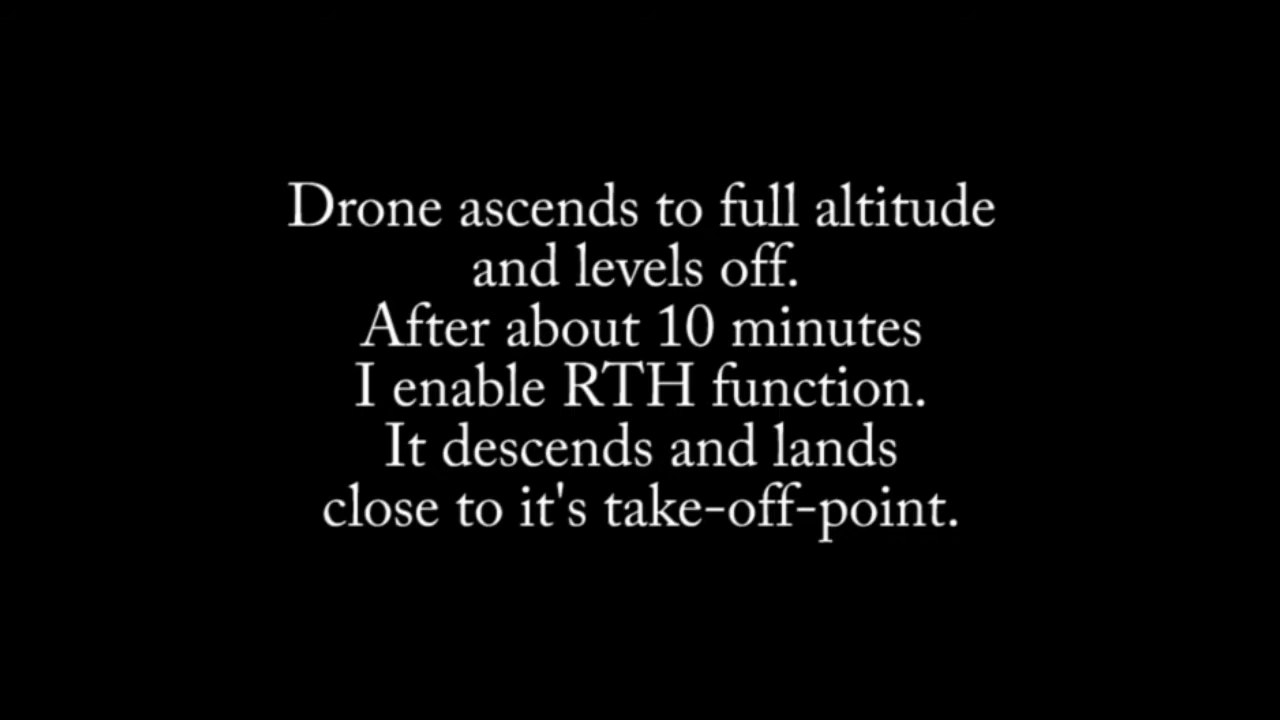 Drone ascends to full altitude
and levels off.
After about 10 minutes
I enable RTH function.
It descends and lands
close to it's take-off-point.